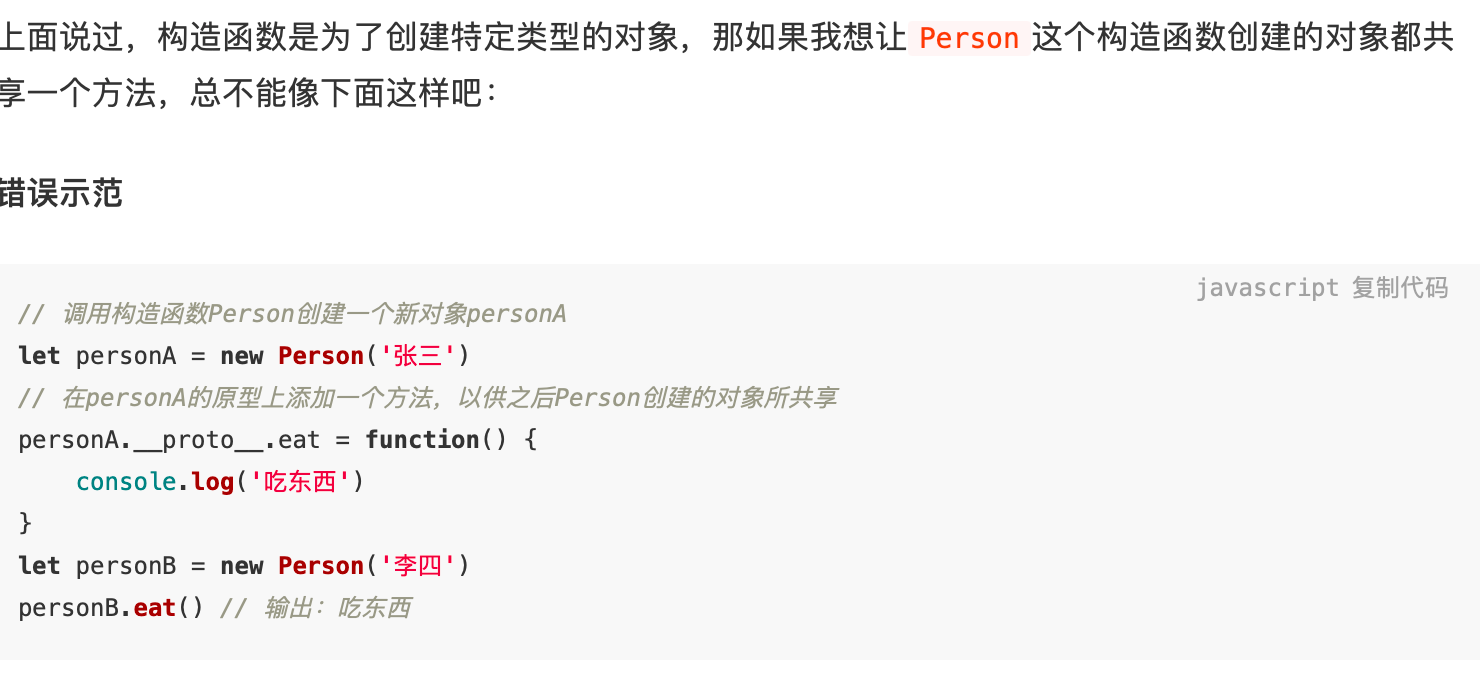 上面说过，构造函数是为了创建特定类型的对象，那如果我想让 Person 这个构造函数创建的对象都共
享一个方法，总不能像下面这样吧：
错误示范
javascript 复制代码
// 调用构造函数Person创建一个新对象personA
let personA = new Person('张三')
// 在personA的原型上添加一个方法，以供之后Person创建的对象所共享
personA.__proto__.eat = function() {
    console.log('吃东西')
}
let personB = new Person('李四')
personB.eat() // 输出：吃东西